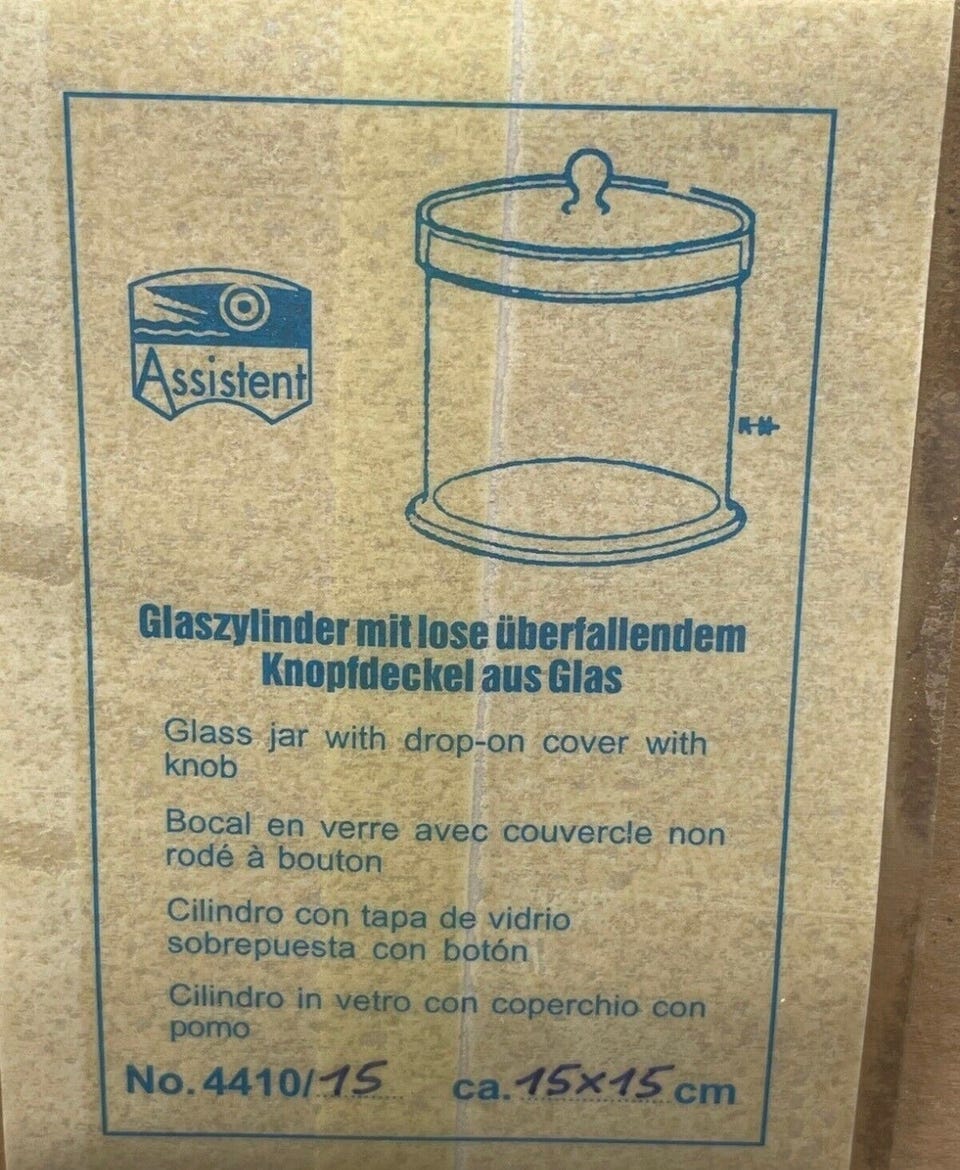 Assistent
Glaszylinder mit lose überfallendem
Knopfdeckel aus Glas
Glass jar with drop-on cover with
knob
Bocal en verre avec couvercle non
rodé à bouton
Cilindro con tapa de vidrio
sobrepuesta con botón
Cilindro in vetro con coperchio con
pomo
No. 4410/15 ca. 15x15 cm